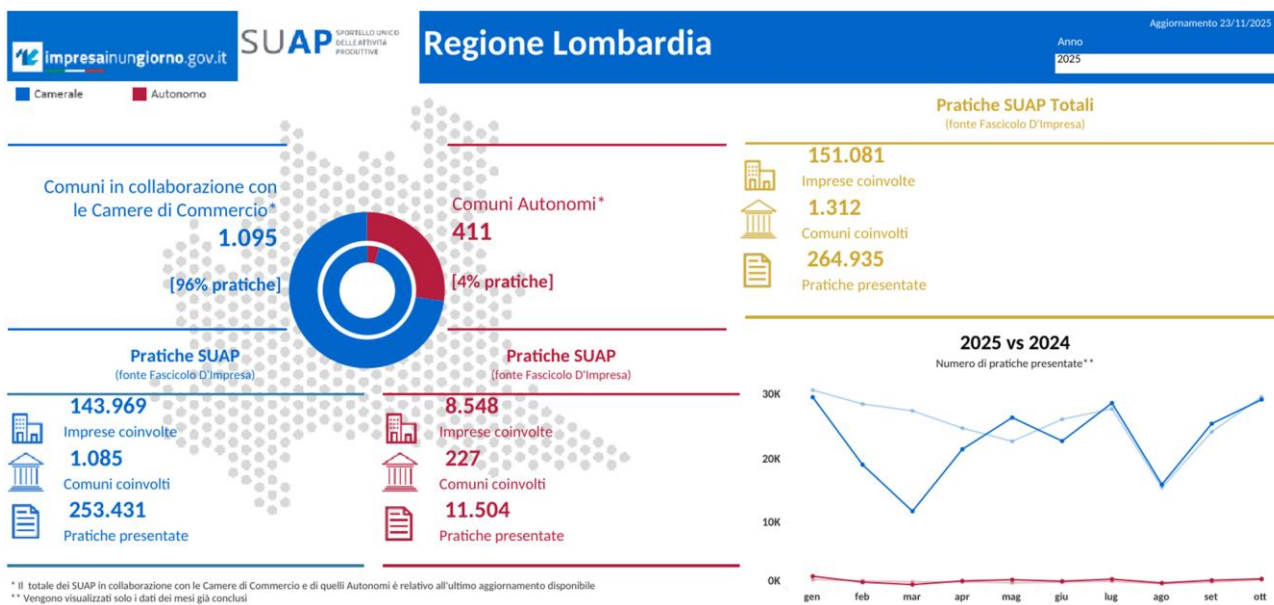 impresainungiorno.gov.it
SUAP
SPORTELLO UNICO
DELLE ATTIVITÀ
PRODUTTIVE
Regione Lombardia
Aggiornamento 23/11/2025
Anno
2025
Camerale
Autonomo
Comuni in collaborazione con
le Camere di Commercio*
1.095
[96% pratiche]
Comuni Autonomi*
411
[4% pratiche]
Pratiche SUAP Totali
(fonte Fascicolo D'Impresa)
151.081
Imprese coinvolte
1.312
Comuni coinvolti
264.935
Pratiche presentate
Pratiche SUAP
(fonte Fascicolo D'Impresa)
143.969
Imprese coinvolte
1.085
Comuni coinvolti
253.431
Pratiche presentate
Pratiche SUAP
(fonte Fascicolo D'Impresa)
8.548
Imprese coinvolte
227
Comuni coinvolti
11.504
Pratiche presentate
2025 vs 2024
Numero di pratiche presentate**
30K
20K
10K
0K
gen feb mar apr mag giu lug ago set ott
* Il totale dei SUAP in collaborazione con le Camere di Commercio e di quelli Autonomi è relativo all'ultimo aggiornamento disponibile
** Vengono visualizzati solo i dati dei mesi già conclusi